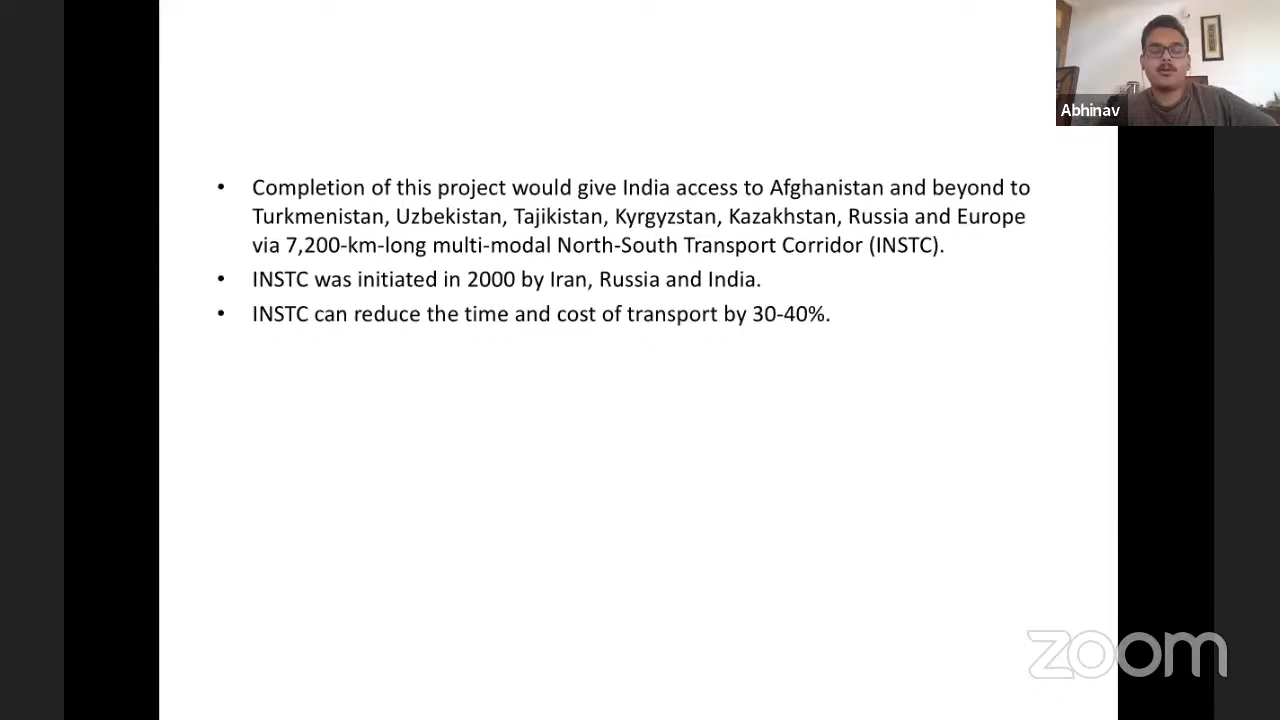 Abhinav
• Completion of this project would give India access to Afghanistan and beyond to
Turkmenistan, Uzbekistan, Tajikistan, Kyrgyzstan, Kazakhstan, Russia and Europe
via 7,200-km-long multi-modal North-South Transport Corridor (INSTC).
• INSTC was initiated in 2000 by Iran, Russia and India.
• INSTC can reduce the time and cost of transport by 30-40%.
zoom